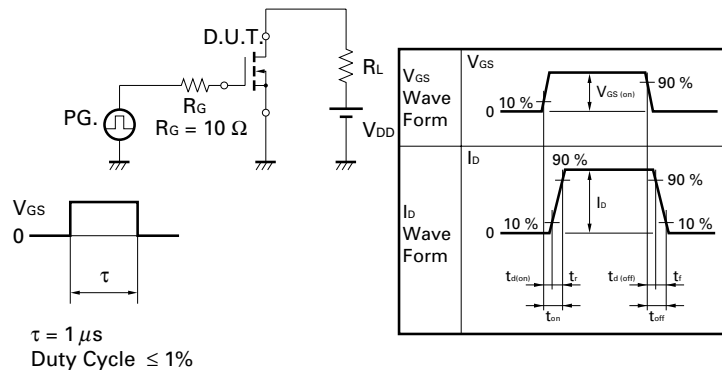 D.U.T.
RL
RG
RG = 10 Ω
PG.
VDD
VGS
0
τ
τ = 1 μs
Duty Cycle ≤ 1%
VGS
Wave
Form
VGS
10 %
0
VGS (on)
90 %
ID
Wave
Form
ID
90 %
90 %
10 %
0
ID
10 %
td(on)
tr
td (off)
tf
ton
toff